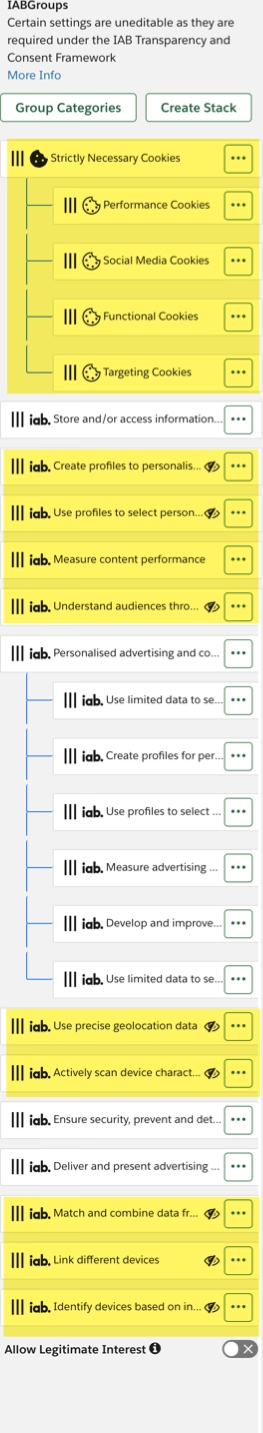 IABGroups
Certain settings are uneditable as they are
required under the IAB Transparency and
Consent Framework
More Info
Group Categories
Create Stack
Strictly Necessary Cookies
Performance Cookies
Social Media Cookies
Functional Cookies
Targeting Cookies
iab. Store and/or access information...
iab. Create profiles to personalis...
iab. Use profiles to select person...
iab. Measure content performance
iab. Understand audiences thro...
iab. Personalised advertising and co...
iab. Use limited data to se...
iab. Create profiles for per...
iab. Use profiles to select ...
iab. Measure advertising ...
iab. Develop and improve...
iab. Use limited data to se...
iab. Use precise geolocation data
iab. Actively scan device charact...
iab. Ensure security, prevent and det...
iab. Deliver and present advertising ...
iab. Match and combine data fr...
iab. Link different devices
iab. Identify devices based on in...
Allow Legitimate Interest